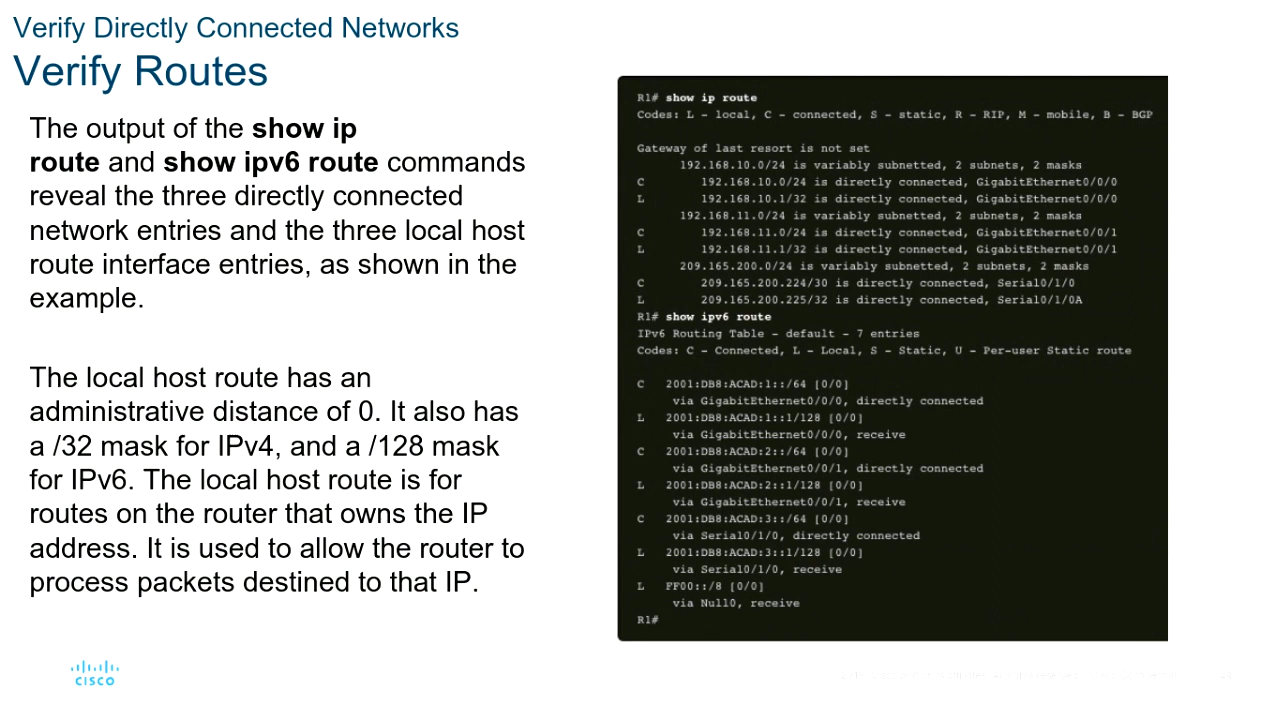 Verify Directly Connected Networks
Verify Routes
The output of the show ip
route and show ipv6 route commands
reveal the three directly connected
network entries and the three local host
route interface entries, as shown in the
example.
The local host route has an
administrative distance of 0. It also has
a /32 mask for IPv4, and a /128 mask
for IPv6. The local host route is for
routes on the router that owns the IP
address. It is used to allow the router to
process packets destined to that IP.
R1# show ip route
Codes: L - local, C - connected, S - static, R - RIP, M - mobile, B - BGP
Gateway of last resort is not set
192.168.10.0/24 is variably subnetted, 2 subnets, 2 masks
C 192.168.10.0/24 is directly connected, GigabitEthernet0/0/0
L 192.168.10.1/32 is directly connected, GigabitEthernet0/0/0
192.168.11.0/24 is variably subnetted, 2 subnets, 2 masks
C 192.168.11.0/24 is directly connected, GigabitEthernet0/0/1
L 192.168.11.1/32 is directly connected, GigabitEthernet0/0/1
209.165.200.0/24 is variably subnetted, 2 subnets, 2 masks
C 209.165.200.224/30 is directly connected, Serial0/1/0
L 209.165.200.225/32 is directly connected, Serial0/1/0A
R1# show ipv6 route
IPv6 Routing Table - default - 7 entries
Codes: C - Connected, L - Local, S - Static, U - Per-user Static route
C 2001:DB8:ACAD:1::/64 [0/0]
via GigabitEthernet0/0/0, directly connected
L 2001:DB8:ACAD:1::1/128 [0/0]
via GigabitEthernet0/0/0, receive
C 2001:DB8:ACAD:2::/64 [0/0]
via GigabitEthernet0/0/1, directly connected
L 2001:DB8:ACAD:2::1/128 [0/0]
via GigabitEthernet0/0/1, receive
C 2001:DB8:ACAD:3::/64 [0/0]
via Serial0/1/0, directly connected
L 2001:DB8:ACAD:3::1/128 [0/0]
via Serial0/1/0, receive
L FF00::/8 [0/0]
via Null0, receive
R1#
CISCO